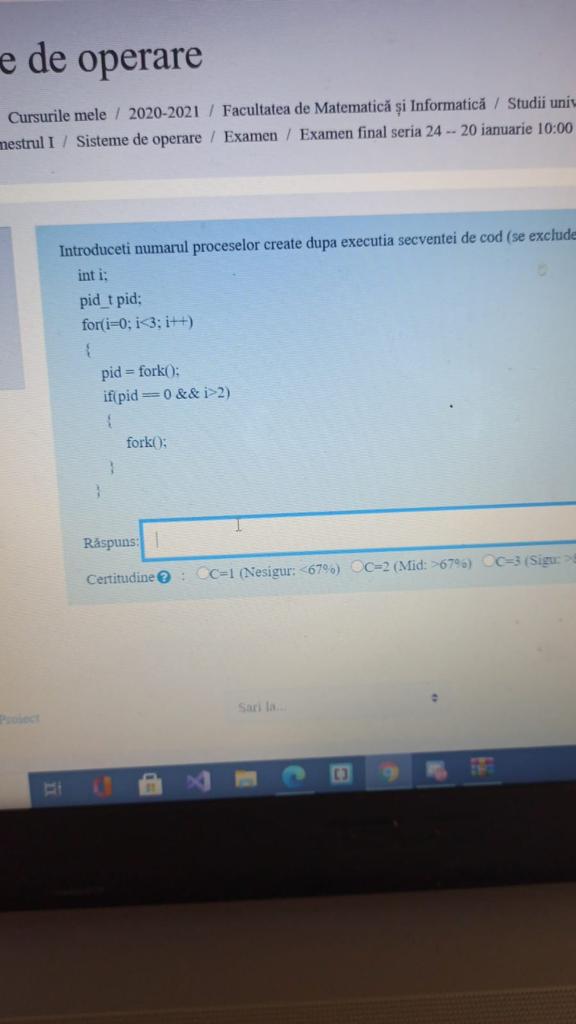 e de operare
Cursurile mele / 2020-2021 / Facultatea de Matematică și Informatică / Studii univ
nestrul I / Sisteme de operare / Examen / Examen final seria 24 -- 20 ianuarie 10:00
Introduceti numarul proceselor create dupa executia secventei de cod (se exclude
int i;
pid_t pid;
for(i=0; i<3; i++)
{
pid = fork();
if(pid == 0 && i>2)
{
fork();
}
}
Răspuns:
Certitudine ? : C=1 (Nesigur: <67%) C=2 (Mid: >67%) C=3 (Sigur: >
Proiect
Sari la...